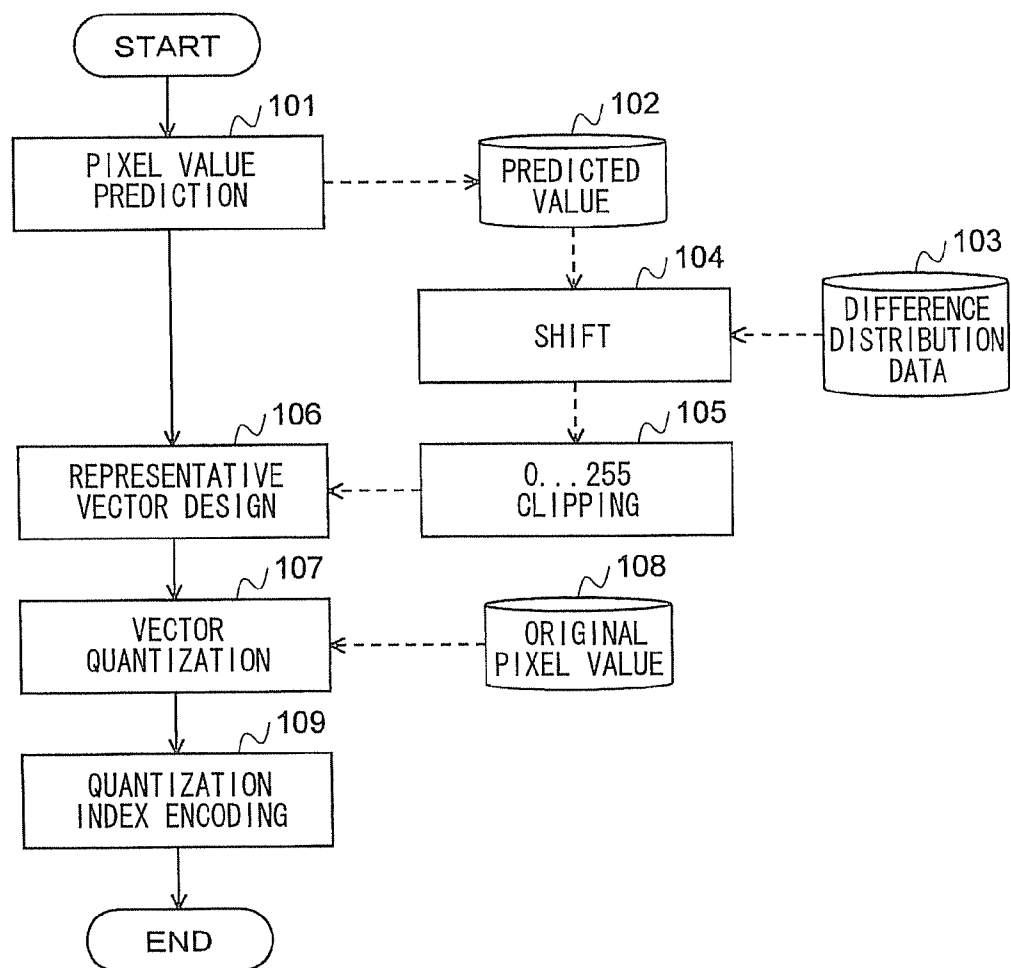 START
101
PIXEL VALUE
PREDICTION
102
PREDICTED
VALUE
103
DIFFERENCE
DISTRIBUTION
DATA
104
SHIFT
105
0...255
CLIPPING
106
REPRESENTATIVE
VECTOR DESIGN
107
VECTOR
QUANTIZATION
108
ORIGINAL
PIXEL VALUE
109
QUANTIZATION
INDEX ENCODING
END